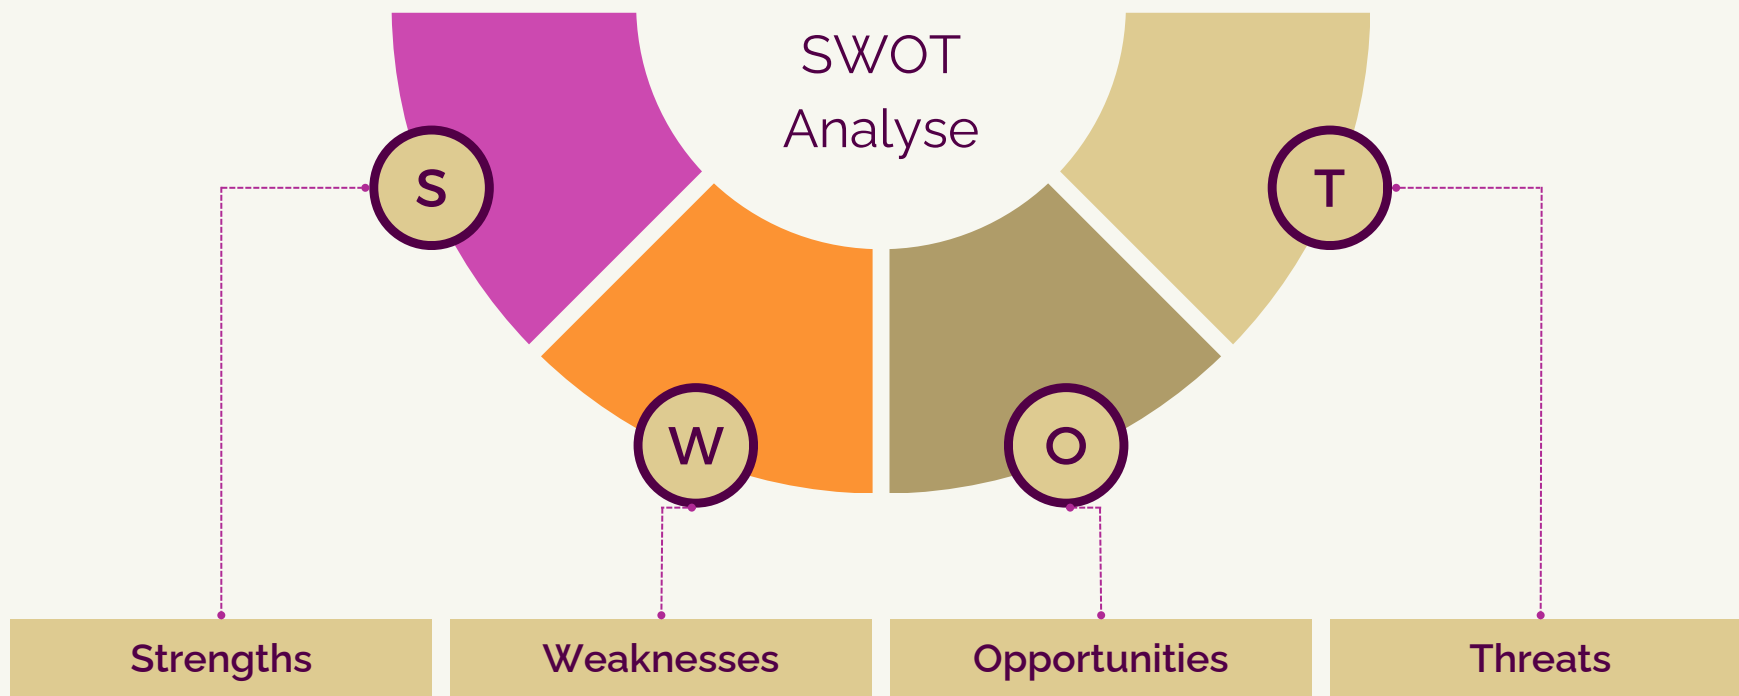 SWOT
Analyse
S
T
W
O
Strengths
Weaknesses
Opportunities
Threats